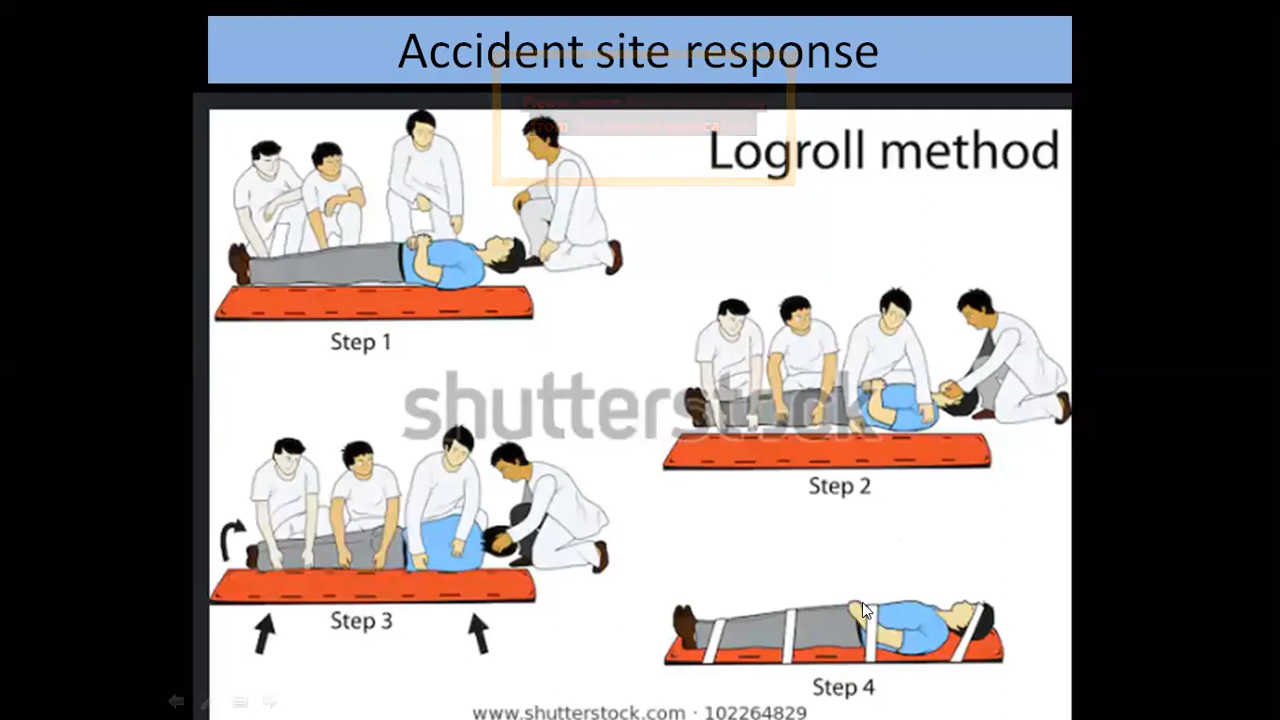 Accident site response
Logroll method
Step 1
Step 2
Step 3
Step 4
shutterstock
www.shutterstock.com · 102264829